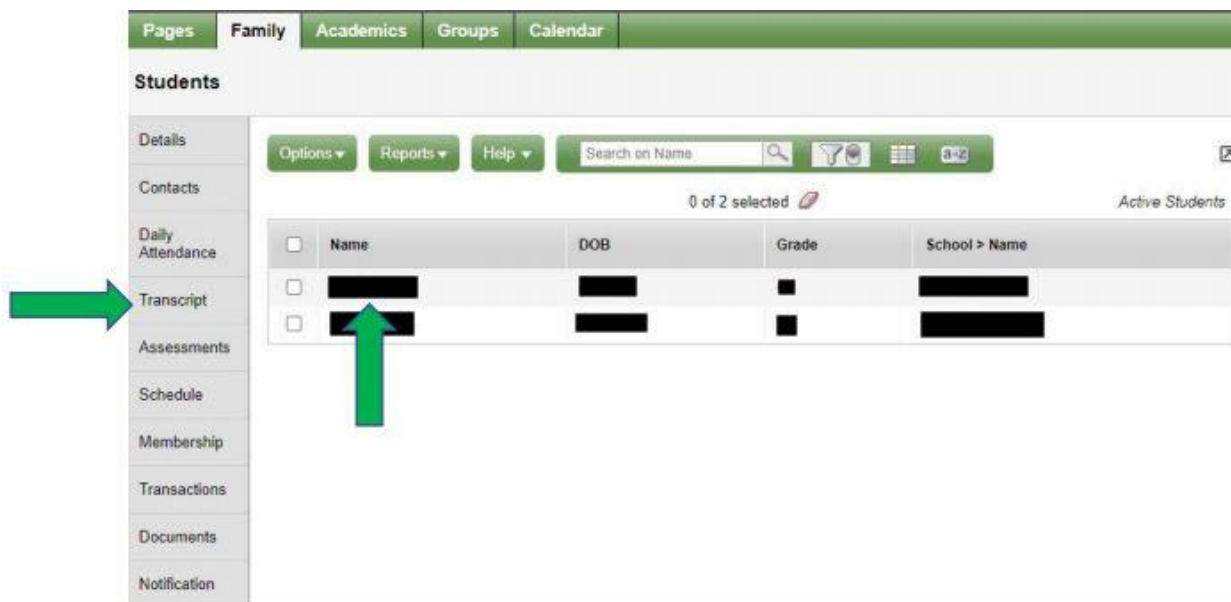 Pages Family Academics Groups Calendar
Students
Details
Contacts
Daily
Attendance
Transcript
Assessments
Schedule
Membership
Transactions
Documents
Notification
Options Reports Help Search on Name a-z
0 of 2 selected Active Students
Name DOB Grade School > Name